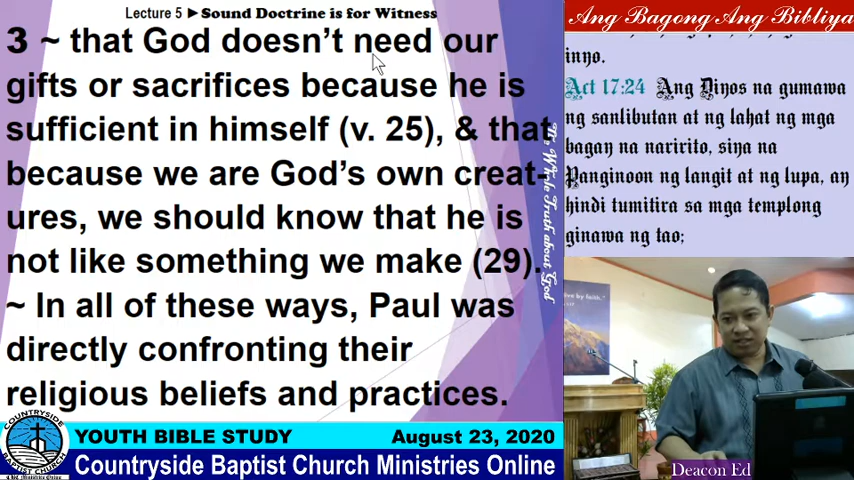 Lecture 5 ►Sound Doctrine is for Witness
3 ~ that God doesn’t need our
gifts or sacrifices because he is
sufficient in himself (v. 25), & that
because we are God’s own creat-
ures, we should know that he is
not like something we make (29).
~ In all of these ways, Paul was
directly confronting their
religious beliefs and practices.
The Whole Truth about God
Ang Bagong Ang Bibliya
inyo.
Act 17:24 Ang Diyos na gumawa
ng sanlibutan at ng lahat ng mga
bagay na naririto, siya na
Panginoon ng langit at ng lupa, ay
hindi tumitira sa mga templong
ginawa ng tao;
live by faith."
Deacon Ed
COUNTRYSIDE
BAPTIST CHURCH
YOUTH BIBLE STUDY August 23, 2020
Countryside Baptist Church Ministries Online